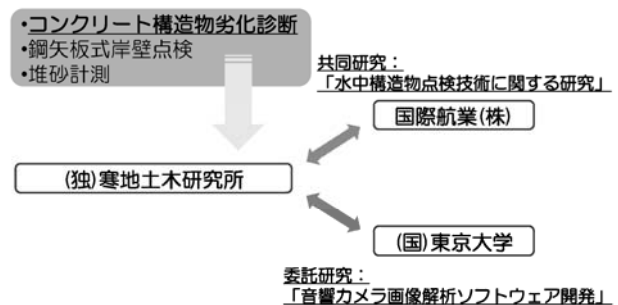 •コンクリート構造物劣化診断
•鋼矢板式岸壁点検
•堆砂計測
共同研究：
「水中構造物点検技術に関する研究」
国際航業(株)
(独)寒地土木研究所
(国)東京大学
委託研究：
「音響カメラ画像解析ソフトウェア開発」